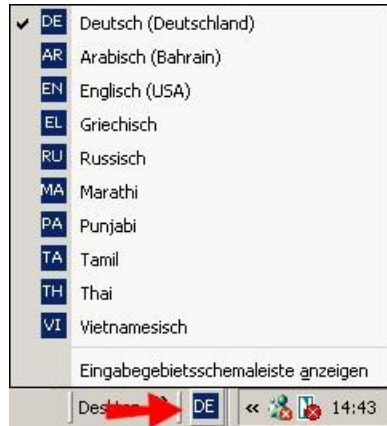 DE Deutsch (Deutschland)
AR Arabisch (Bahrain)
EN Englisch (USA)
EL Griechisch
RU Russisch
MA Marathi
PA Punjabi
TA Tamil
TH Thai
VI Vietnamesisch
Eingabegebietsschemaleiste anzeigen
DE « 14:43